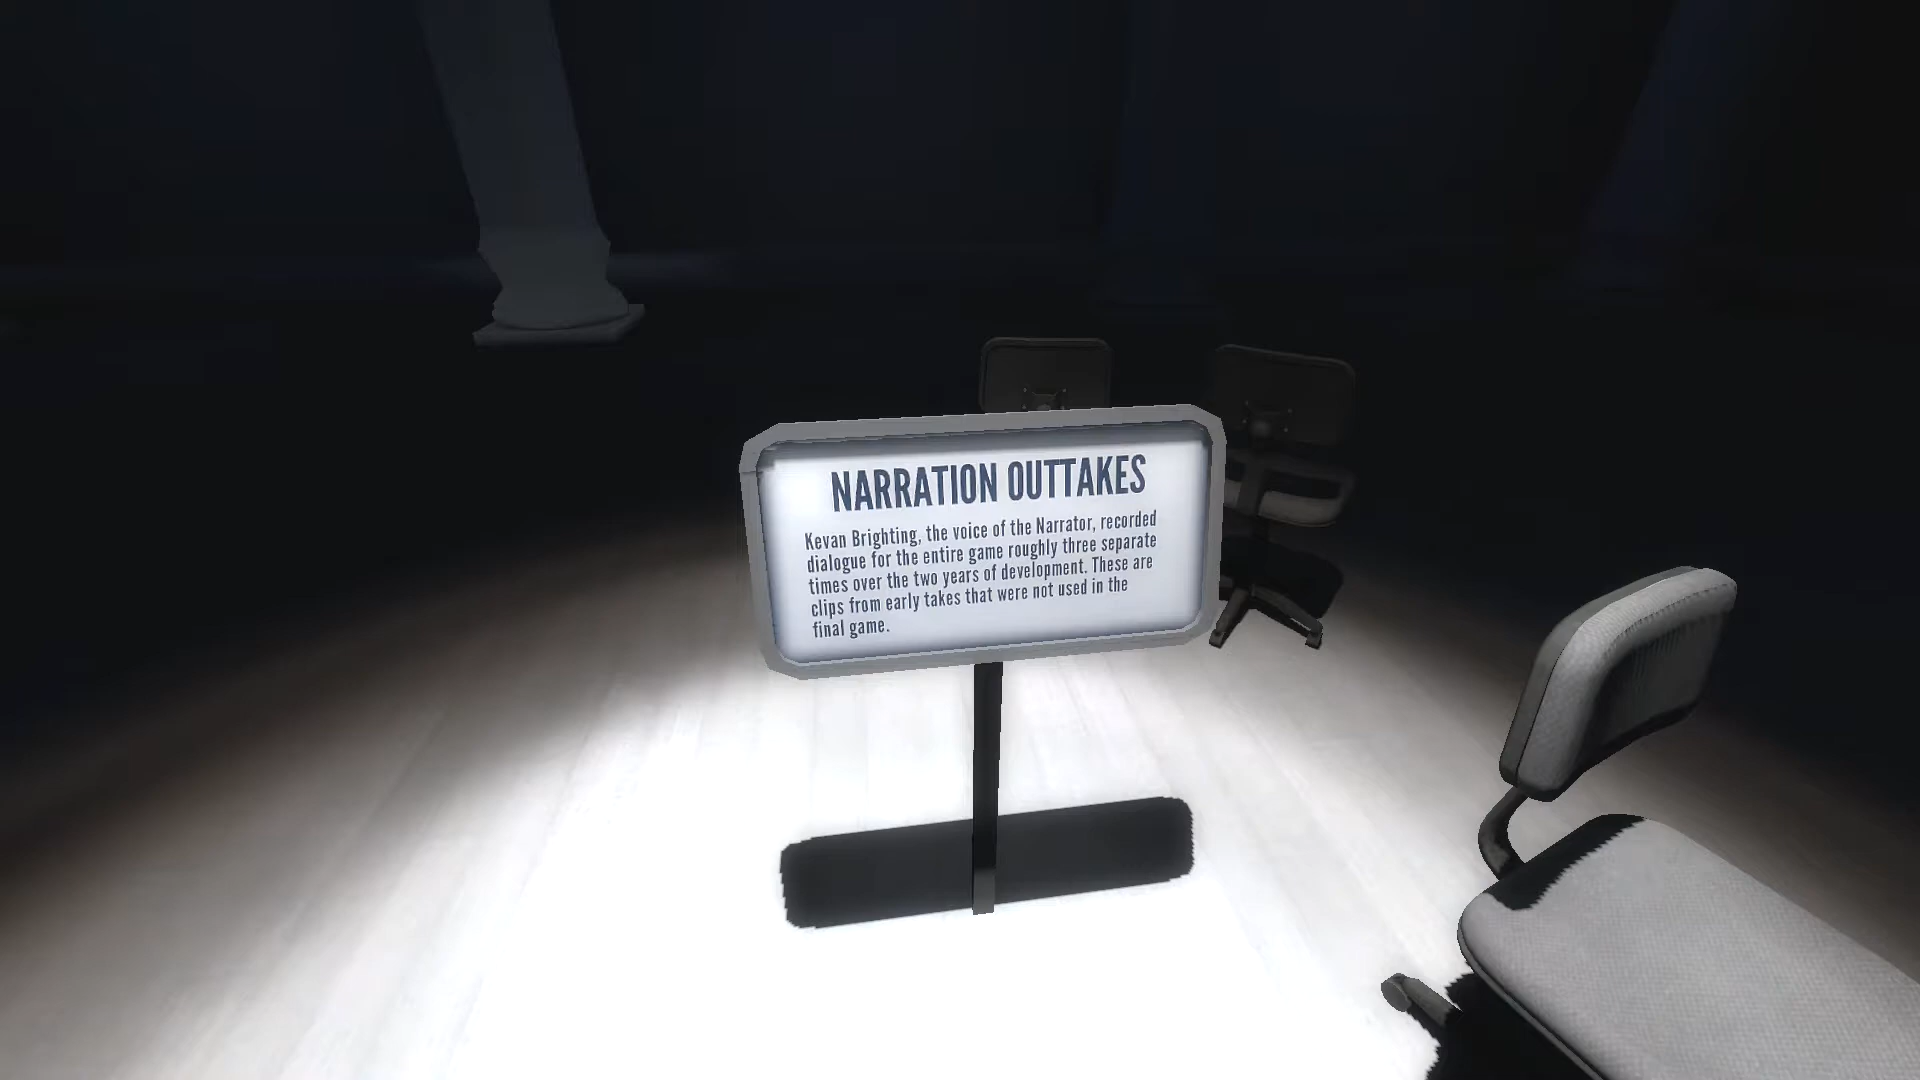 NARRATION OUTTAKES
Kevan Brighting, the voice of the Narrator, recorded
dialogue for the entire game roughly three separate
times over the two years of development. These are
clips from early takes that were not used in the
final game.